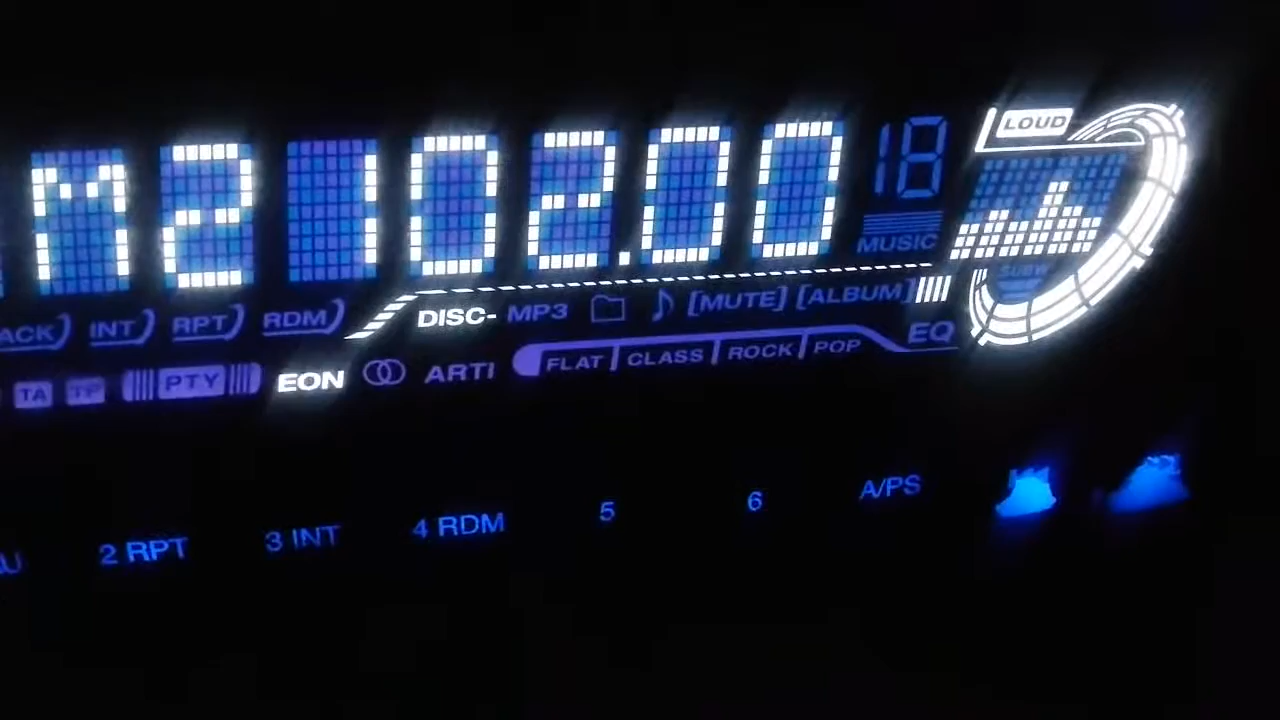 M2 102.00 18 LOUD
MUSIC
SUBW
ACK INT RPT RDM DISC- MP3 [MUTE] [ALBUM]
TA TP PTY EON ARTI FLAT CLASS ROCK POP EQ
2 RPT 3 INT 4 RDM 5 6 A/PS